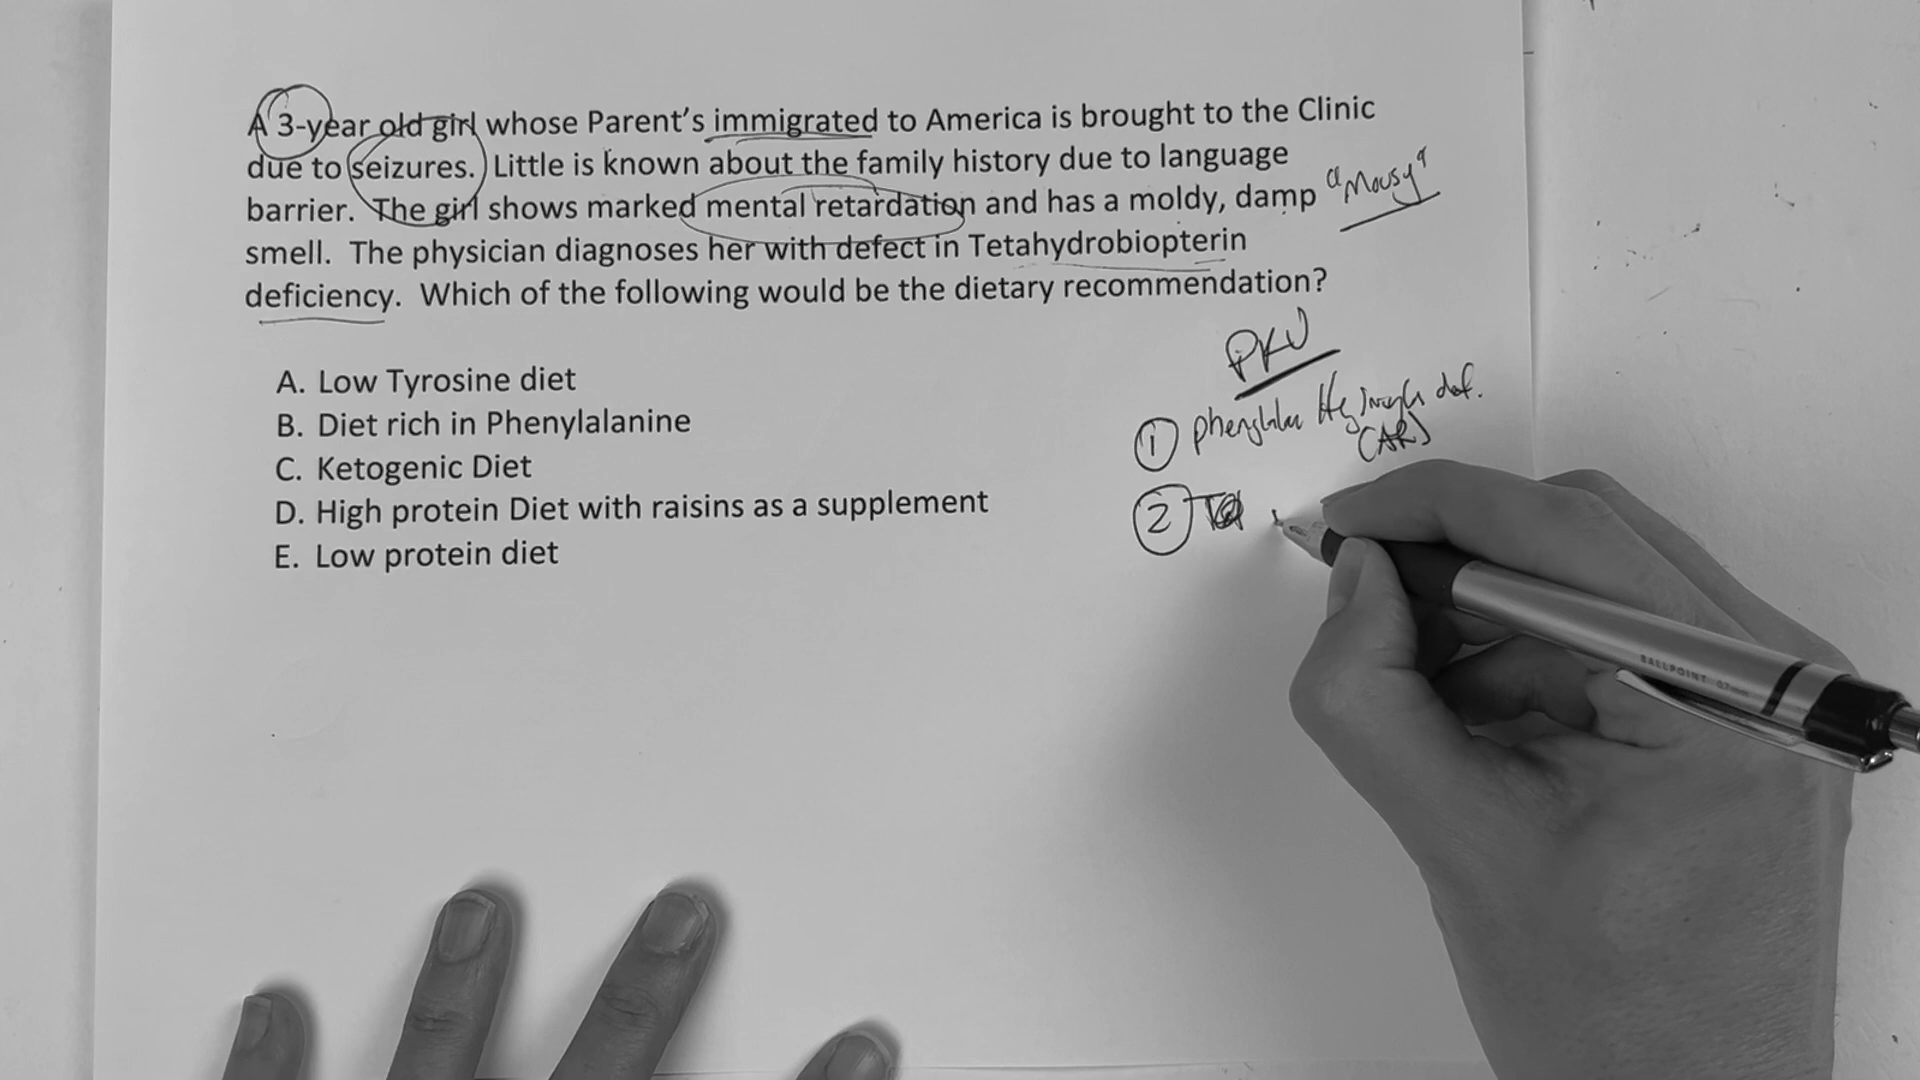 A 3-year old girl whose Parent's immigrated to America is brought to the Clinic
due to seizures. Little is known about the family history due to language
barrier. The girl shows marked mental retardation and has a moldy, damp "Mousy"
smell. The physician diagnoses her with defect in Tetahydrobiopterin
deficiency. Which of the following would be the dietary recommendation?
PKU
A. Low Tyrosine diet
B. Diet rich in Phenylalanine
C. Ketogenic Diet
D. High protein Diet with raisins as a supplement
E. Low protein diet
① def.
(AR)
②
BALLPOINT 0.7mm